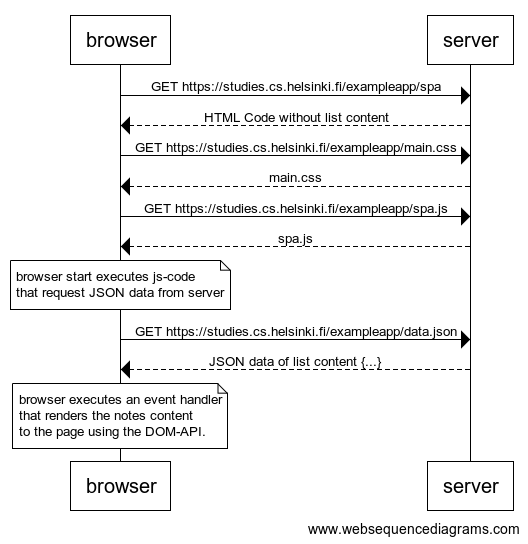 browser
server
GET https://studies.cs.helsinki.fi/exampleapp/spa
HTML Code without list content
GET https://studies.cs.helsinki.fi/exampleapp/main.css
main.css
GET https://studies.cs.helsinki.fi/exampleapp/spa.js
spa.js
browser start executes js-code
that request JSON data from server
GET https://studies.cs.helsinki.fi/exampleapp/data.json
JSON data of list content {...}
browser executes an event handler
that renders the notes content
to the page using the DOM-API.
browser
server
www.websequencediagrams.com